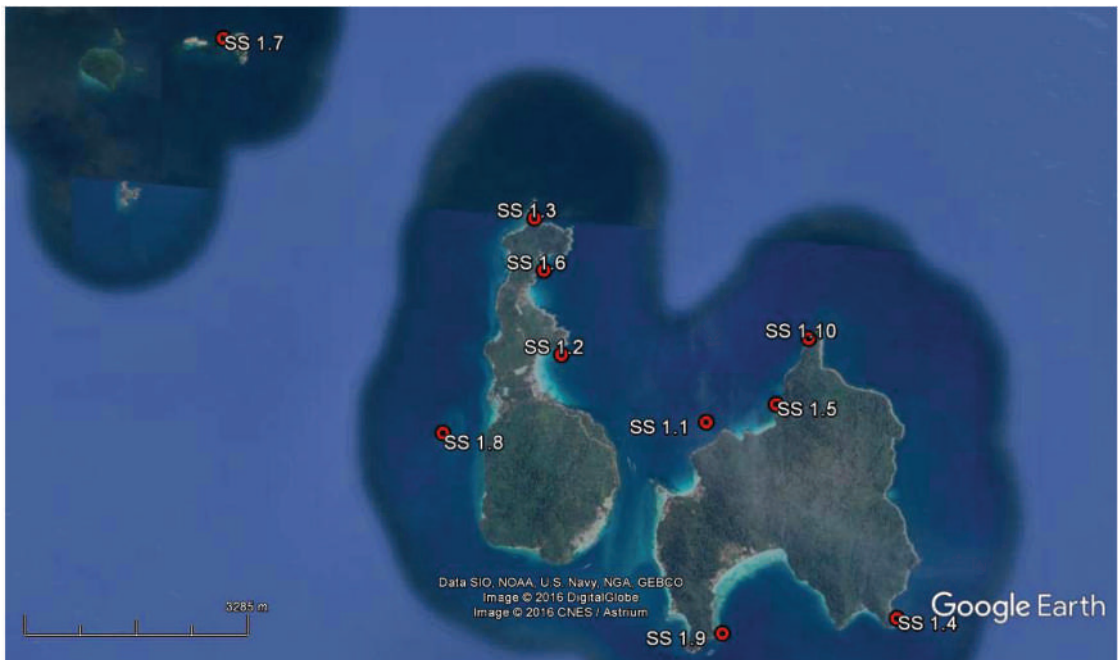 SS 1.7
SS 1.3
SS 1.6
SS 1.10
SS 1.2
SS 1.5
SS 1.1
SS 1.8
Data SIO, NOAA, U.S. Navy, NGA, GEBCO
Image © 2016 DigitalGlobe
Image © 2016 CNES / Astrium
3285 m
Google Earth
SS 1.4
SS 1.9